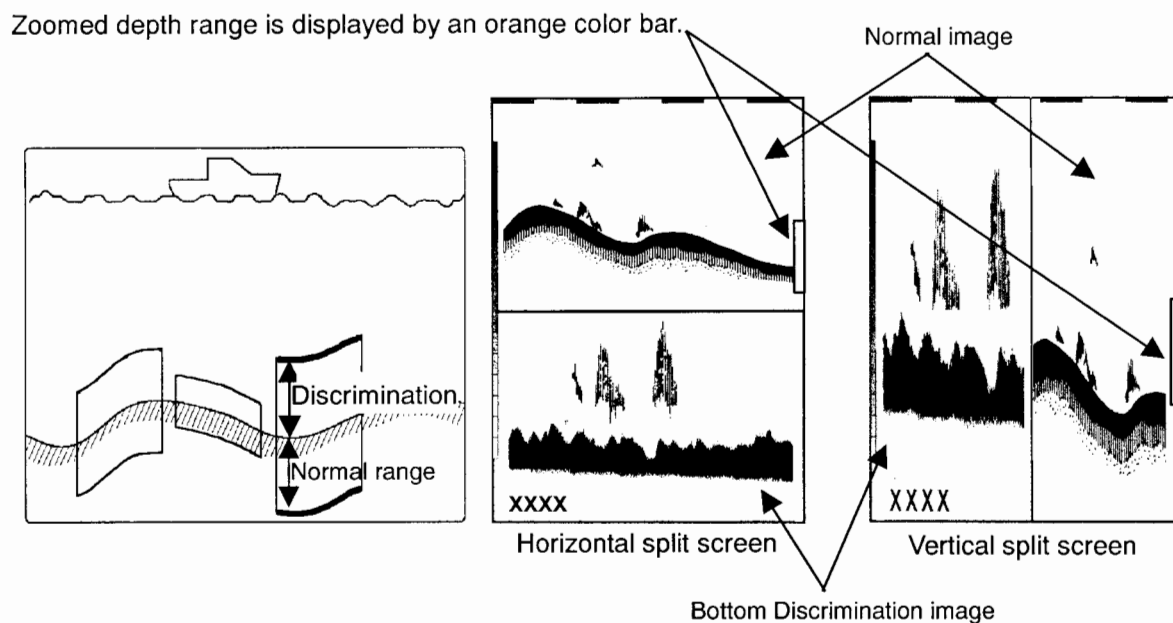 Zoomed depth range is displayed by an orange color bar.
Normal image
Discrimination
Normal range
XXXX
XXXX
Horizontal split screen
Vertical split screen
Bottom Discrimination image